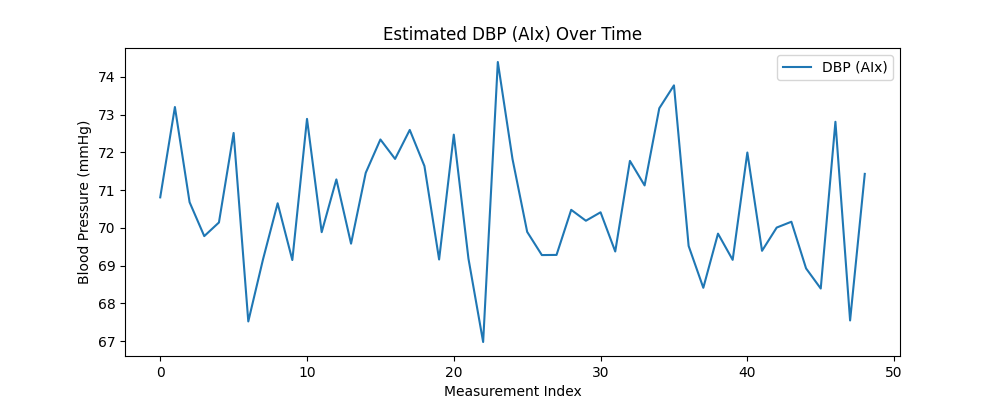 Estimated DBP (AIx) Over Time
DBP (AIx)
Blood Pressure (mmHg)
74
73
72
71
70
69
68
67
0 10 20 30 40 50
Measurement Index